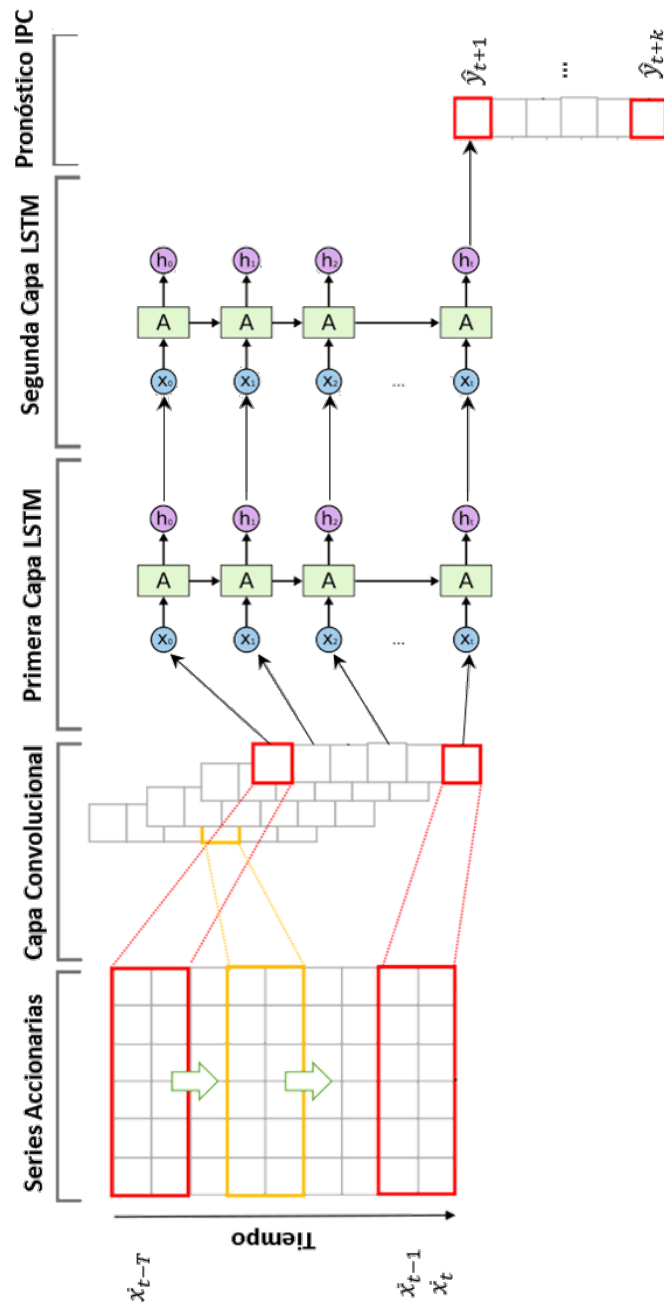 Series Accionarias
Capa Convolucional
Primera Capa LSTM
Segunda Capa LSTM
Pronóstico IPC
Tiempo
x⃗ₜ₋T
x⃗ₜ₋₁
x⃗ₜ
x₀ A h₀ x₀ A h₀
x₁ A h₁ x₁ A h₁
x₂ A h₂ x₂ A h₂
... ...
xₜ A hₜ xₜ A hₜ
ŷₜ₊₁
...
ŷₜ₊ₖ